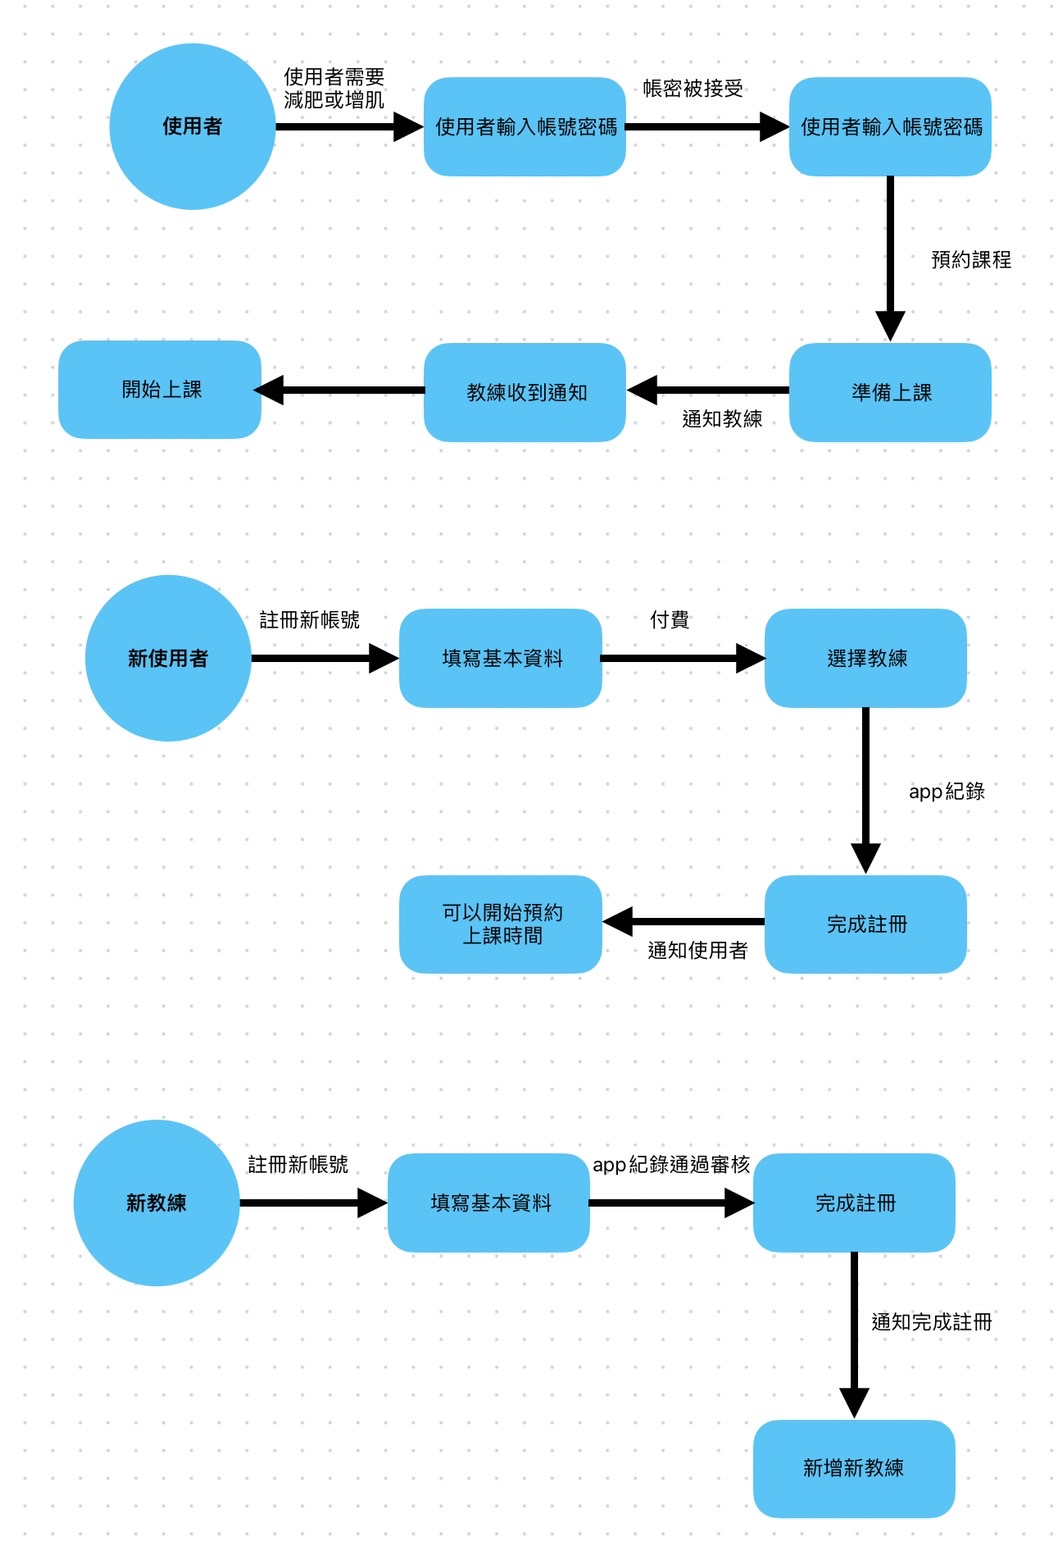 使用者
使用者需要
減肥或增肌
使用者輸入帳號密碼
帳密被接受
使用者輸入帳號密碼
預約課程
準備上課
通知教練
教練收到通知
開始上課
新使用者
註冊新帳號
填寫基本資料
付費
選擇教練
app紀錄
完成註冊
通知使用者
可以開始預約
上課時間
新教練
註冊新帳號
填寫基本資料
app紀錄通過審核
完成註冊
通知完成註冊
新增新教練